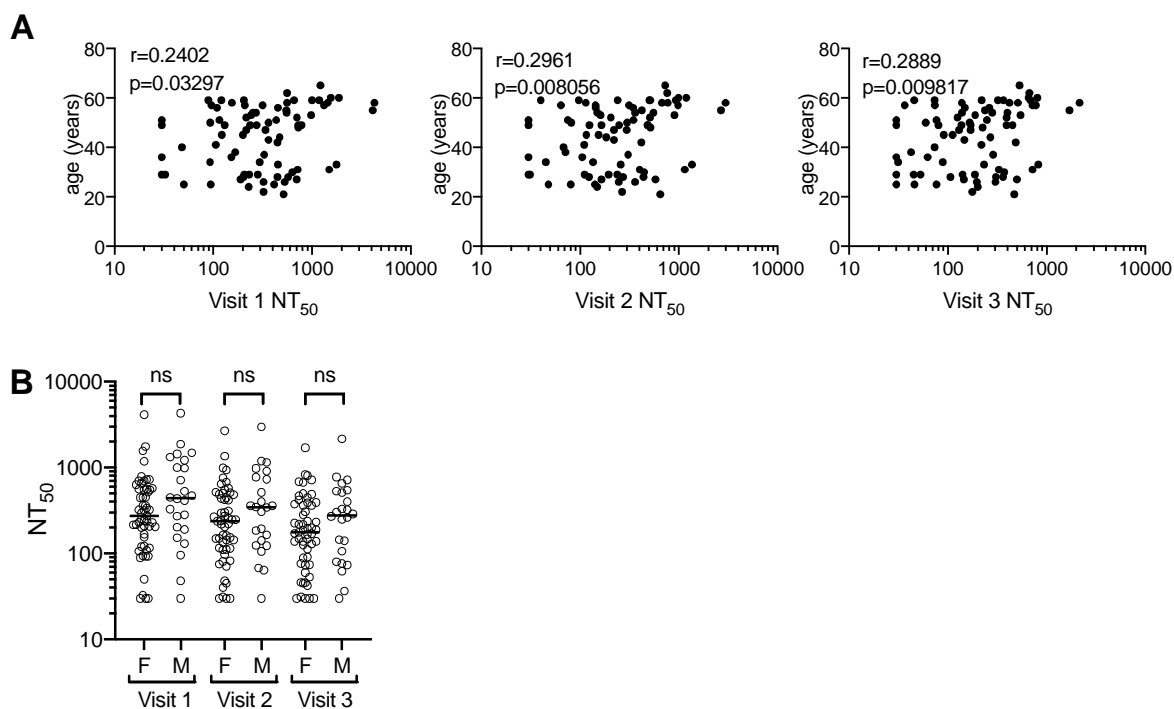 A
r=0.2402
p=0.03297
80
60
40
20
0
age (years)
10 100 1000 10000
Visit 1 NT50
r=0.2961
p=0.008056
80
60
40
20
0
age (years)
10 100 1000 10000
Visit 2 NT50
r=0.2889
p=0.009817
80
60
40
20
0
age (years)
10 100 1000 10000
Visit 3 NT50
B
ns ns ns
10000
1000
100
10
NT50
F M F M F M
Visit 1 Visit 2 Visit 3